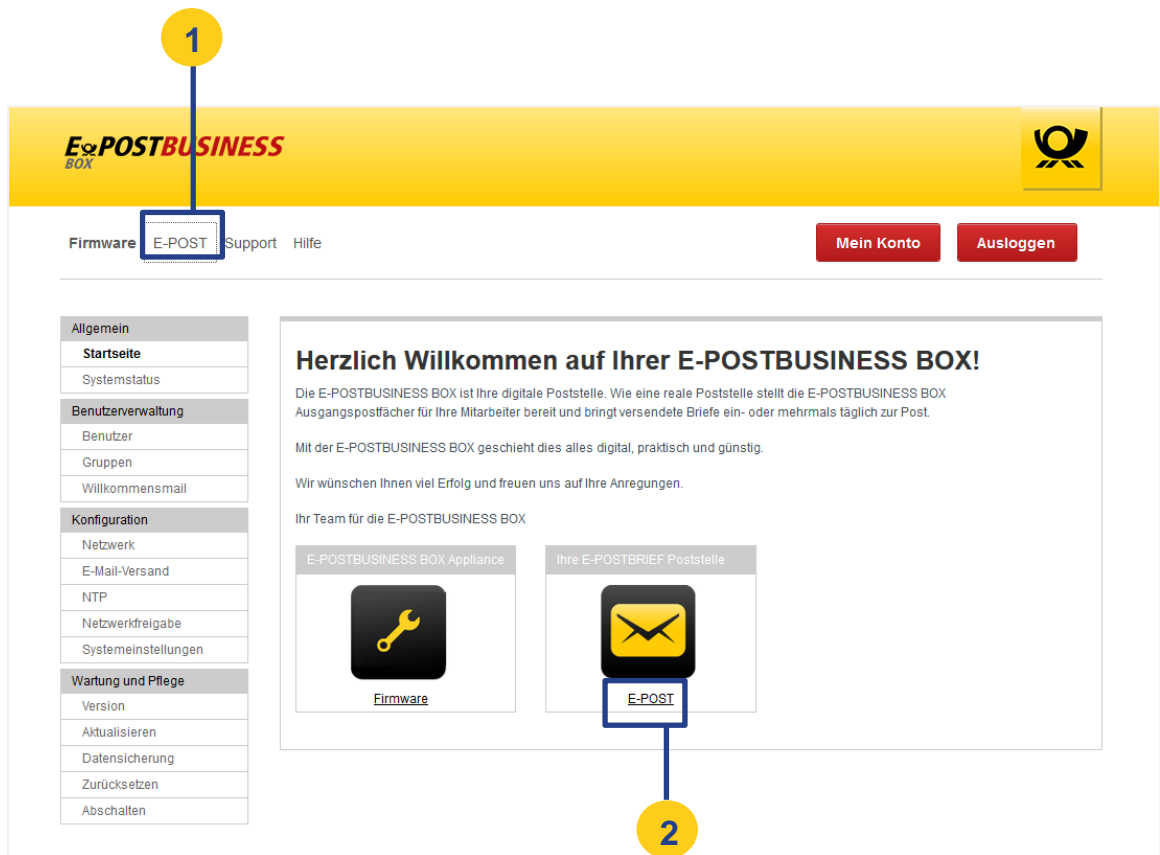 1
E-POSTBUSINESS
BOX
Firmware E-POST Support Hilfe Mein Konto Ausloggen
Allgemein
Startseite
Systemstatus
Benutzerverwaltung
Benutzer
Gruppen
Willkommensmail
Konfiguration
Netzwerk
E-Mail-Versand
NTP
Netzwerkfreigabe
Systemeinstellungen
Wartung und Pflege
Version
Aktualisieren
Datensicherung
Zurücksetzen
Abschalten
Herzlich Willkommen auf Ihrer E-POSTBUSINESS BOX!
Die E-POSTBUSINESS BOX ist Ihre digitale Poststelle. Wie eine reale Poststelle stellt die E-POSTBUSINESS BOX
Ausgangspostfächer für Ihre Mitarbeiter bereit und bringt versendete Briefe ein- oder mehrmals täglich zur Post.
Mit der E-POSTBUSINESS BOX geschieht dies alles digital, praktisch und günstig.
Wir wünschen Ihnen viel Erfolg und freuen uns auf Ihre Anregungen.
Ihr Team für die E-POSTBUSINESS BOX
E-POSTBUSINESS BOX Appliance
Firmware
Ihre E-POSTBRIEF Poststelle
E-POST
2